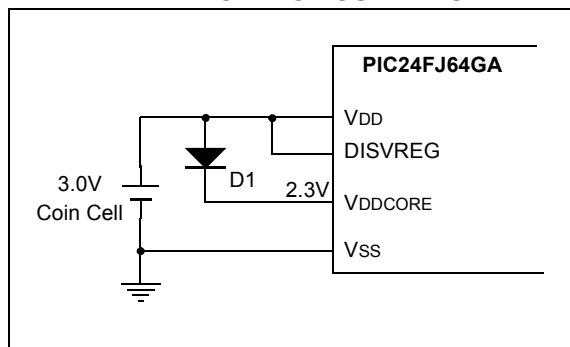 PIC24FJ64GA
VDD
DISVREG
3.0V
Coin Cell
D1
2.3V
VDDCORE
VSS